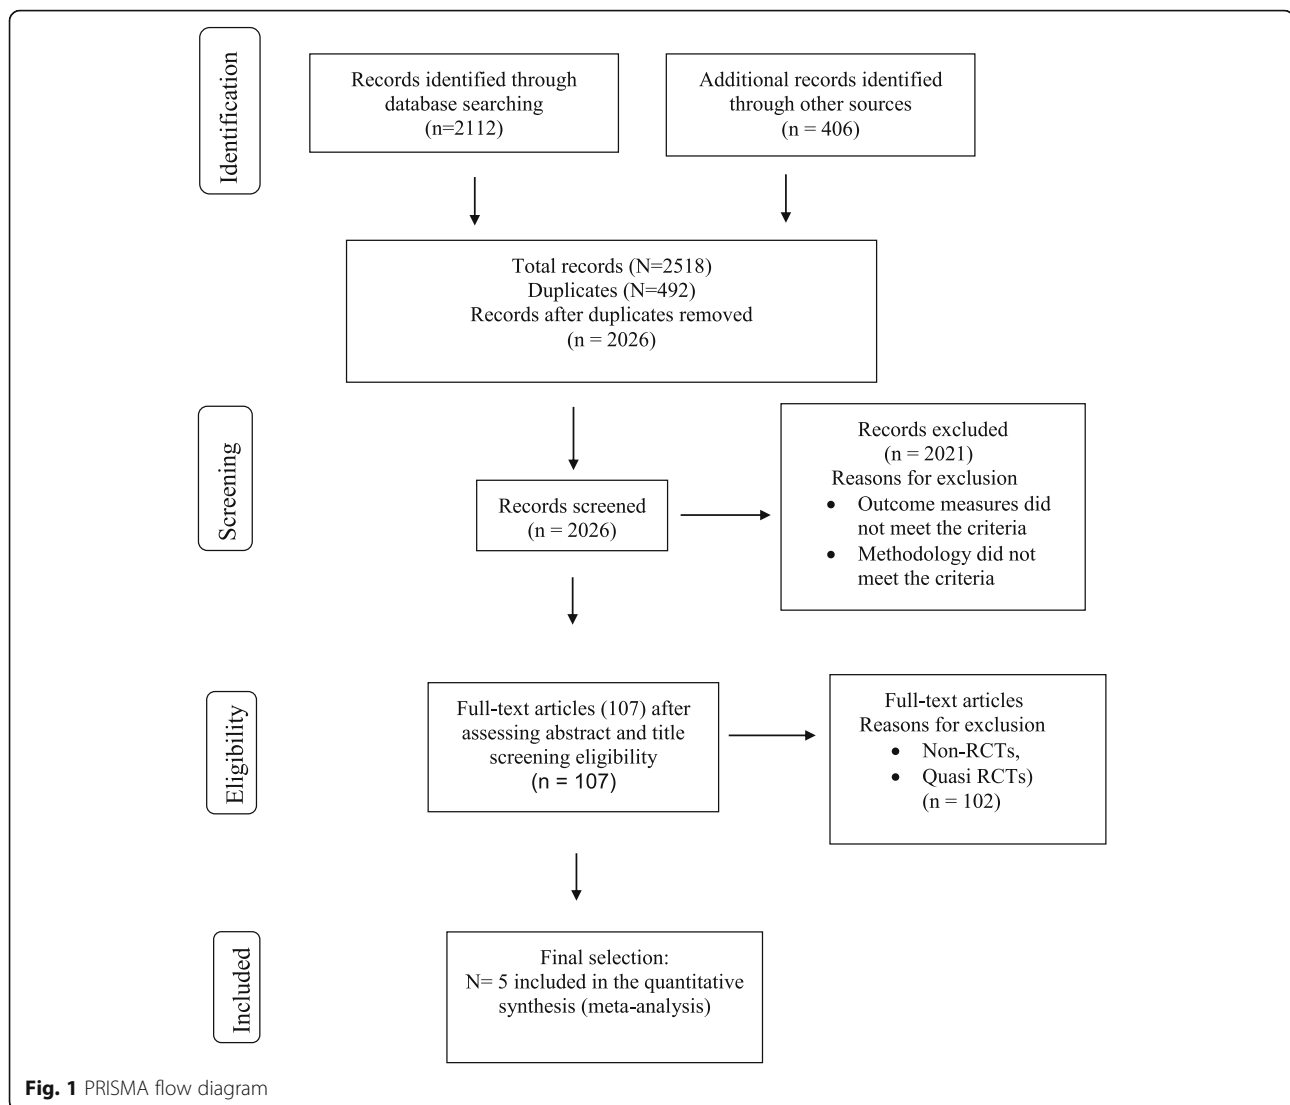 Identification
Records identified through
database searching
(n=2112)
Additional records identified
through other sources
(n = 406)
Total records (N=2518)
Duplicates (N=492)
Records after duplicates removed
(n = 2026)
Screening
Records screened
(n = 2026)
Records excluded
(n = 2021)
Reasons for exclusion
• Outcome measures did
not meet the criteria
• Methodology did not
meet the criteria
Eligibility
Full-text articles (107) after
assessing abstract and title
screening eligibility
(n = 107)
Full-text articles
Reasons for exclusion
• Non-RCTs,
• Quasi RCTs)
(n = 102)
Included
Final selection:
N= 5 included in the quantitative
synthesis (meta-analysis)
Fig. 1 PRISMA flow diagram